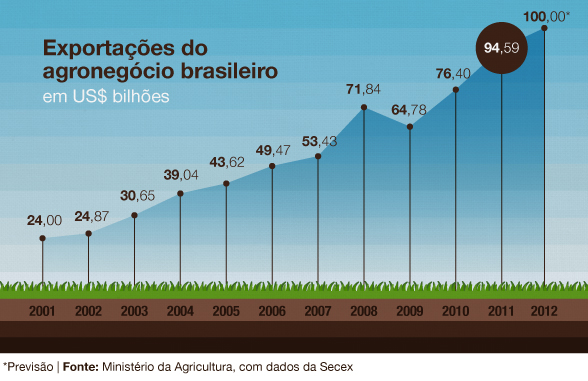 Exportações do
agronegócio brasileiro
em US$ bilhões
24,00
24,87
30,65
39,04
43,62
49,47
53,43
71,84
64,78
76,40
94,59
100,00*
2001 2002 2003 2004 2005 2006 2007 2008 2009 2010 2011 2012
*Previsão | Fonte: Ministério da Agricultura, com dados da Secex